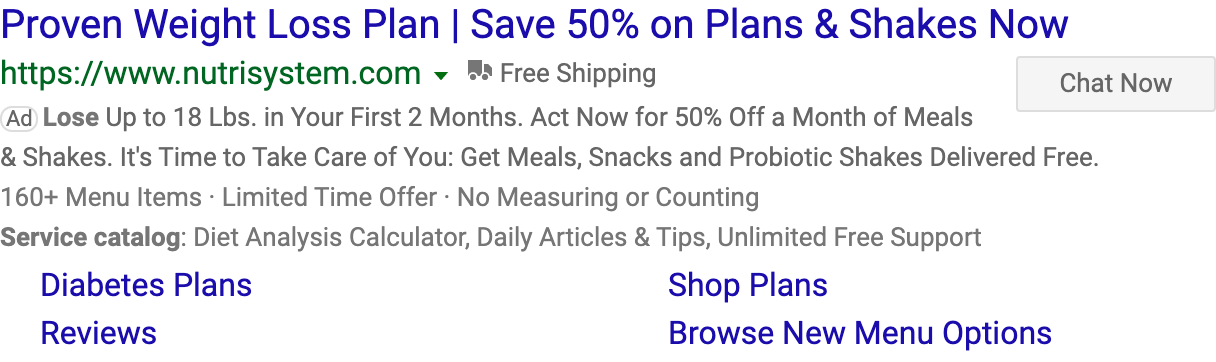 Proven Weight Loss Plan | Save 50% on Plans & Shakes Now
https://www.nutrisystem.com Free Shipping
Chat Now
Ad Lose Up to 18 Lbs. in Your First 2 Months. Act Now for 50% Off a Month of Meals
& Shakes. It's Time to Take Care of You: Get Meals, Snacks and Probiotic Shakes Delivered Free.
160+ Menu Items · Limited Time Offer · No Measuring or Counting
Service catalog: Diet Analysis Calculator, Daily Articles & Tips, Unlimited Free Support
Diabetes Plans Shop Plans
Reviews Browse New Menu Options